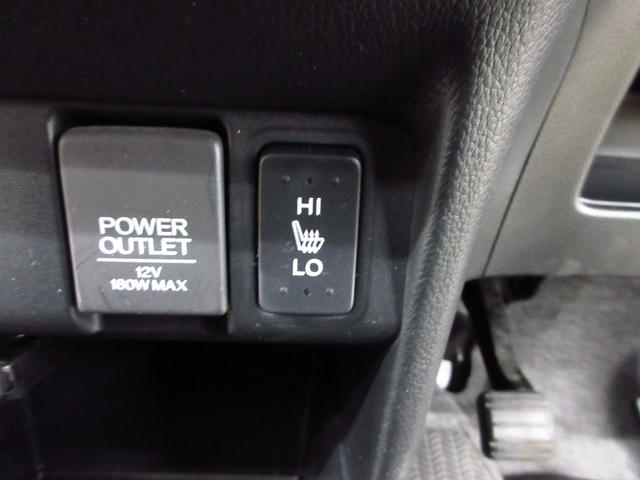 POWER
OUTLET
12V
180W MAX
HI
LO